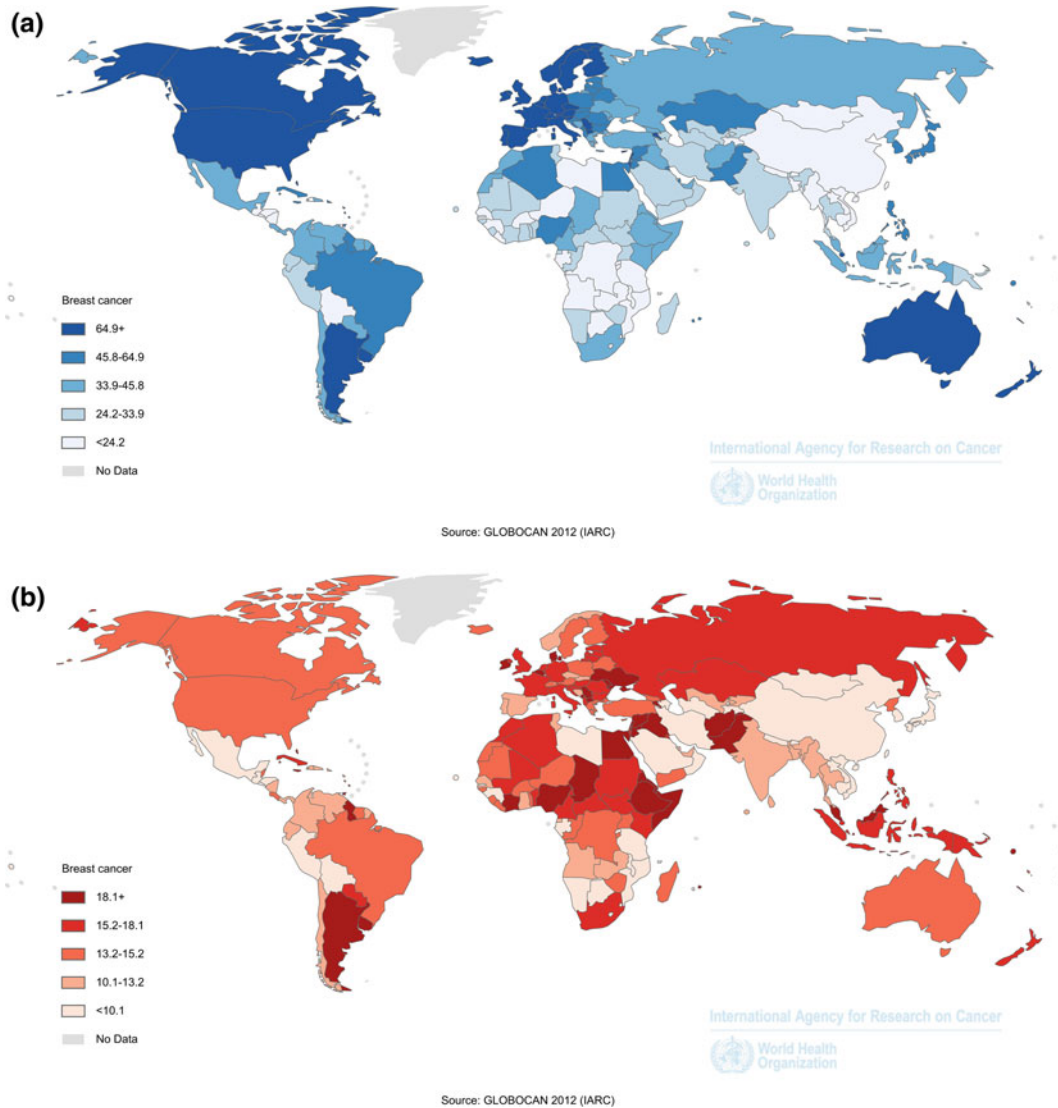 (a)
Breast cancer
64.9+
45.8-64.9
33.9-45.8
24.2-33.9
<24.2
No Data
International Agency for Research on Cancer
World Health
Organization
Source: GLOBOCAN 2012 (IARC)
(b)
Breast cancer
18.1+
15.2-18.1
13.2-15.2
10.1-13.2
<10.1
No Data
International Agency for Research on Cancer
World Health
Organization
Source: GLOBOCAN 2012 (IARC)